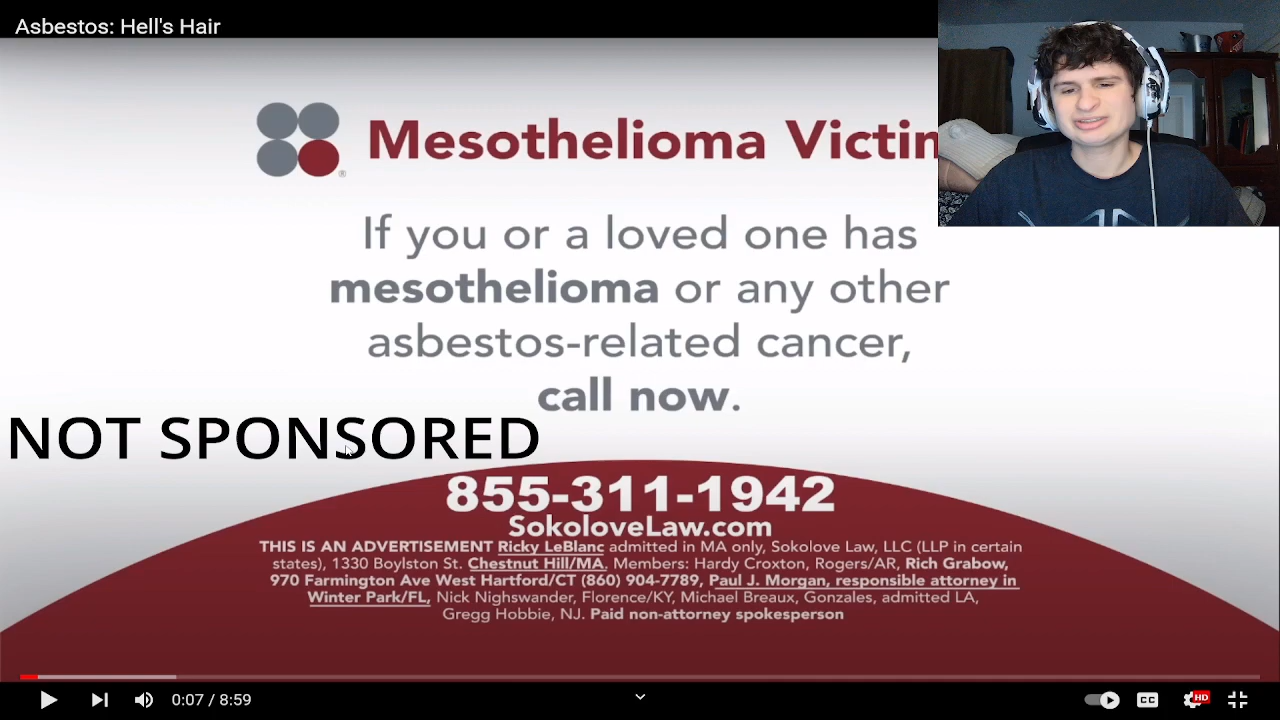 Asbestos: Hell's Hair
Mesothelioma Victim
If you or a loved one has
mesothelioma or any other
asbestos-related cancer,
call now.
NOT SPONSORED
855-311-1942
SokoloveLaw.com
THIS IS AN ADVERTISEMENT Ricky LeBlanc admitted in MA only, Sokolove Law, LLC (LLP in certain
states), 1330 Boylston St. Chestnut Hill/MA. Members: Hardy Croxton, Rogers/AR, Rich Grabow,
970 Farmington Ave West Hartford/CT (860) 904-7789, Paul J. Morgan, responsible attorney in
Winter Park/FL, Nick Nighswander, Florence/KY, Michael Breaux, Gonzales, admitted LA,
Gregg Hobbie, NJ. Paid non-attorney spokesperson
0:07 / 8:59
CC
HD